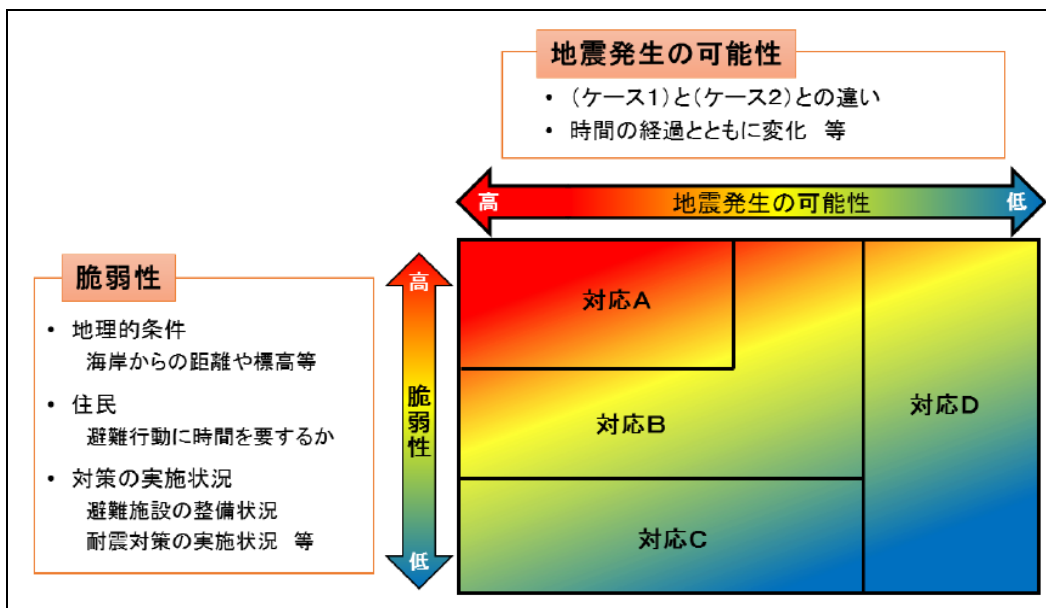 地震発生の可能性
• (ケース1)と(ケース2)との違い
• 時間の経過とともに変化 等
高 地震発生の可能性 低
脆弱性
• 地理的条件
海岸からの距離や標高等
• 住民
避難行動に時間を要するか
• 対策の実施状況
避難施設の整備状況
耐震対策の実施状況 等
高
脆弱性
低
対応A
対応B
対応C
対応D